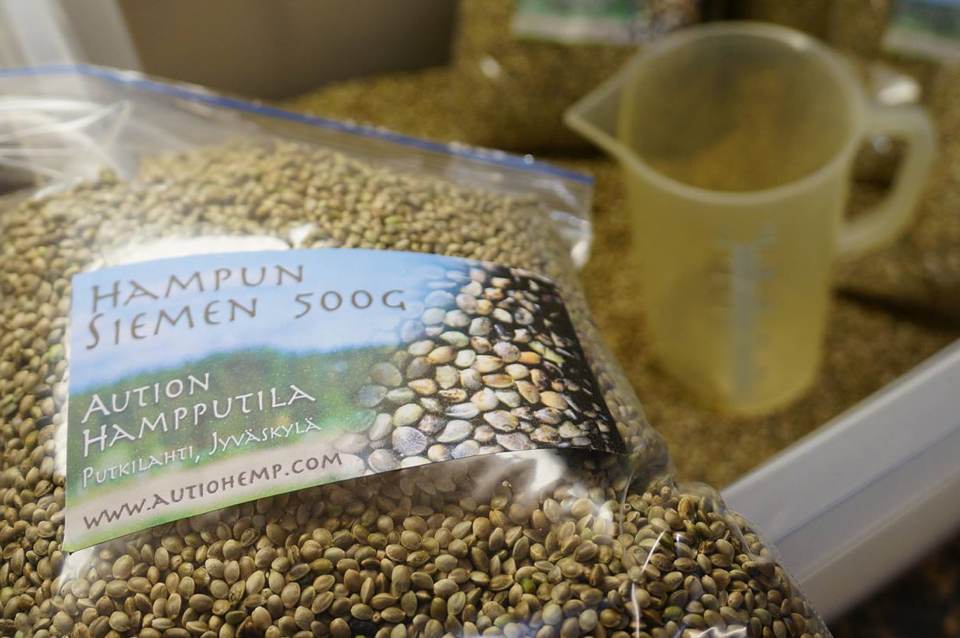 HAMPUN
SIEMEN 500G
AUTION
HAMPPUTILA
PUTKILAHTI, JYVÄSKYLÄ
WWW.AUTIOHEMP.COM